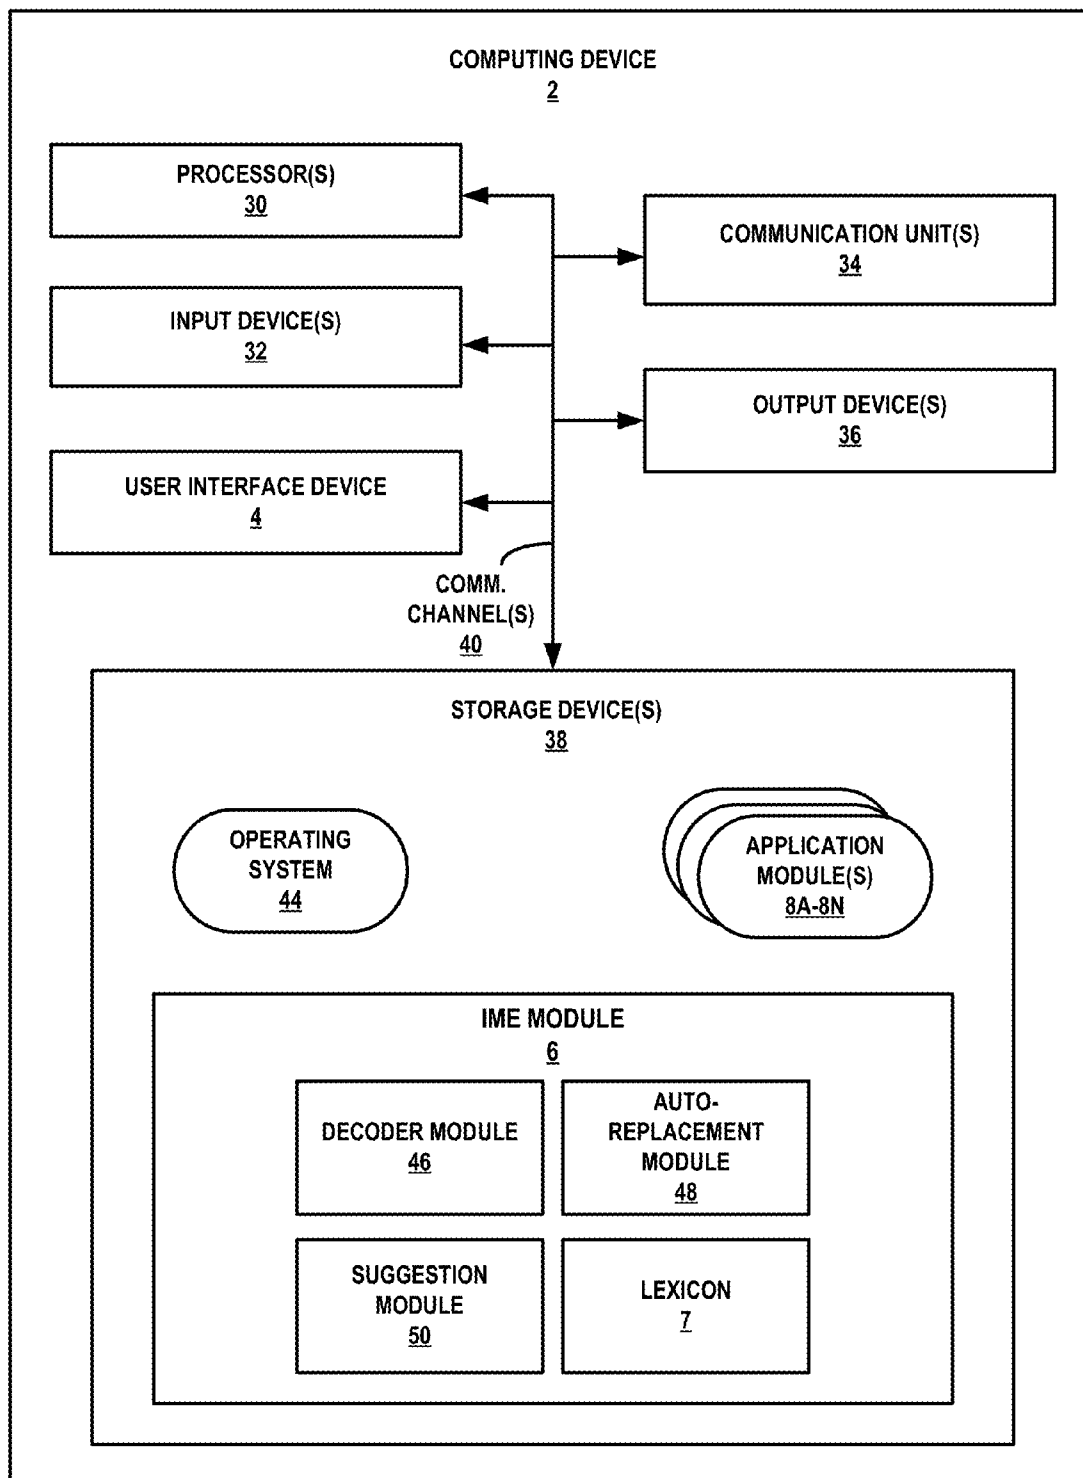 COMPUTING DEVICE
2
PROCESSOR(S)
30
COMMUNICATION UNIT(S)
34
INPUT DEVICE(S)
32
OUTPUT DEVICE(S)
36
USER INTERFACE DEVICE
4
COMM.
CHANNEL(S)
40
STORAGE DEVICE(S)
38
OPERATING
SYSTEM
44
APPLICATION
MODULE(S)
8A-8N
IME MODULE
6
DECODER MODULE
46
AUTO-
REPLACEMENT
MODULE
48
SUGGESTION
MODULE
50
LEXICON
7